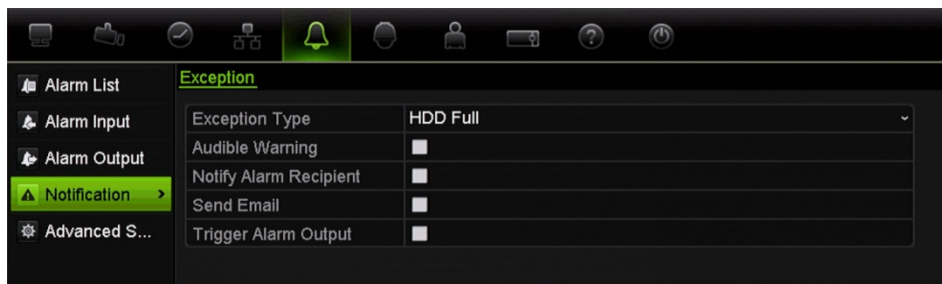 Exception
Alarm List
Alarm Input
Alarm Output
Notification >
Advanced S...
Exception Type HDD Full
Audible Warning
Notify Alarm Recipient
Send Email
Trigger Alarm Output